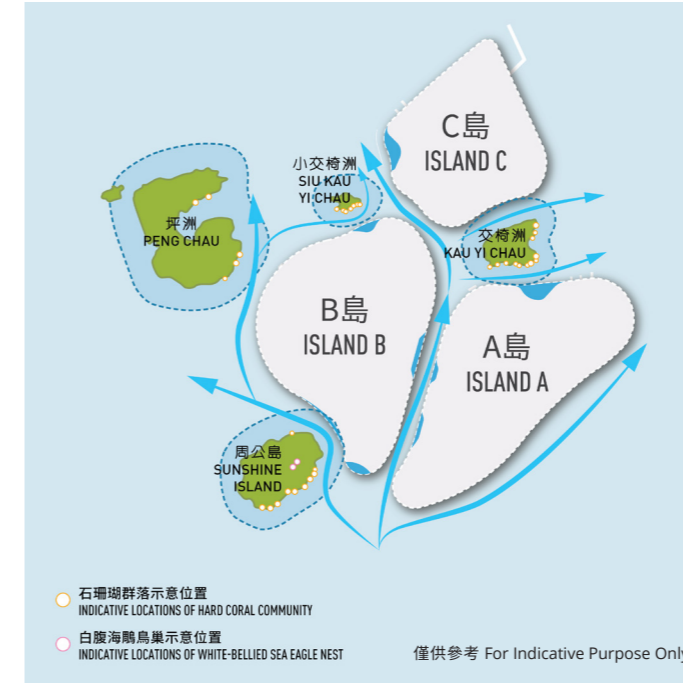 C島
ISLAND C
小交椅洲
SIU KAU
YI CHAU
坪洲
PENG CHAU
交椅洲
KAU YI CHAU
B島
ISLAND B
A島
ISLAND A
周公島
SUNSHINE
ISLAND
石珊瑚群落示意位置
INDICATIVE LOCATIONS OF HARD CORAL COMMUNITY
白腹海鵰鳥巢示意位置
INDICATIVE LOCATIONS OF WHITE-BELLIED SEA EAGLE NEST
僅供參考 For Indicative Purpose Only